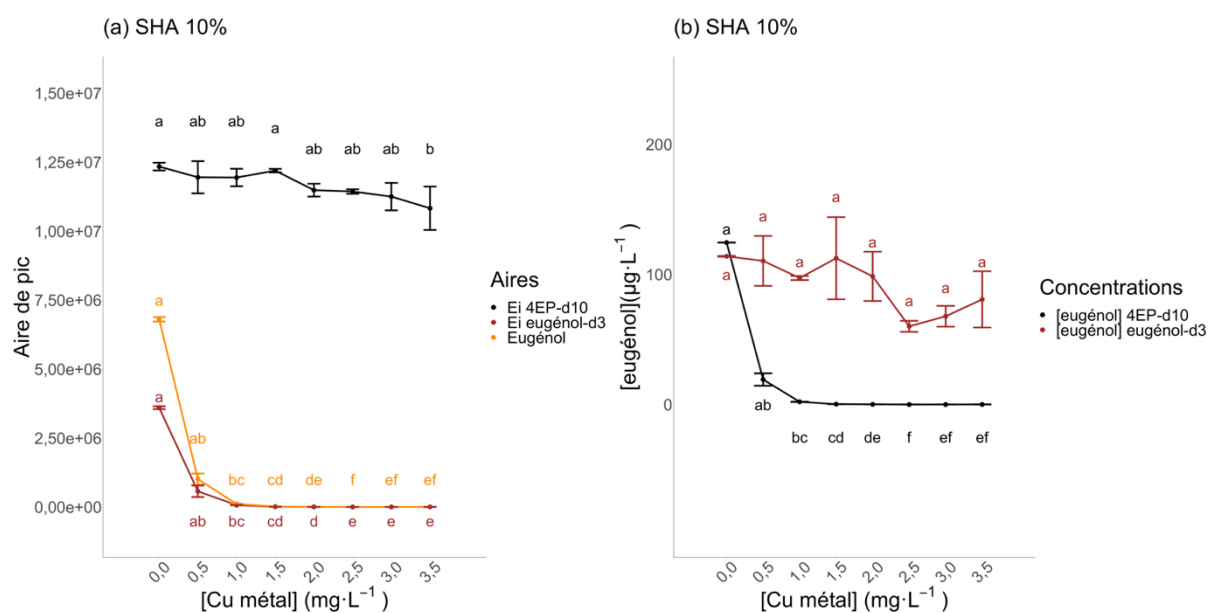 (a) SHA 10%
Aire de pic
1,50e+07
1,25e+07
1,00e+07
7,50e+06
5,00e+06
2,50e+06
0,00e+00
a ab ab a ab ab ab b
a
ab
bc cd de f ef ef
a
ab bc cd d e e e
0,0 0,5 1,0 1,5 2,0 2,5 3,0 3,5
[Cu métal] (mg·L⁻¹)
Aires
Ei 4EP-d10
Ei eugénol-d3
Eugénol
(b) SHA 10%
[eugénol](µg·L⁻¹ )
200
100
0
a a a a a a a a
a
ab bc cd de f ef ef
0,0 0,5 1,0 1,5 2,0 2,5 3,0 3,5
[Cu métal] (mg·L⁻¹)
Concentrations
[eugénol] 4EP-d10
[eugénol] eugénol-d3